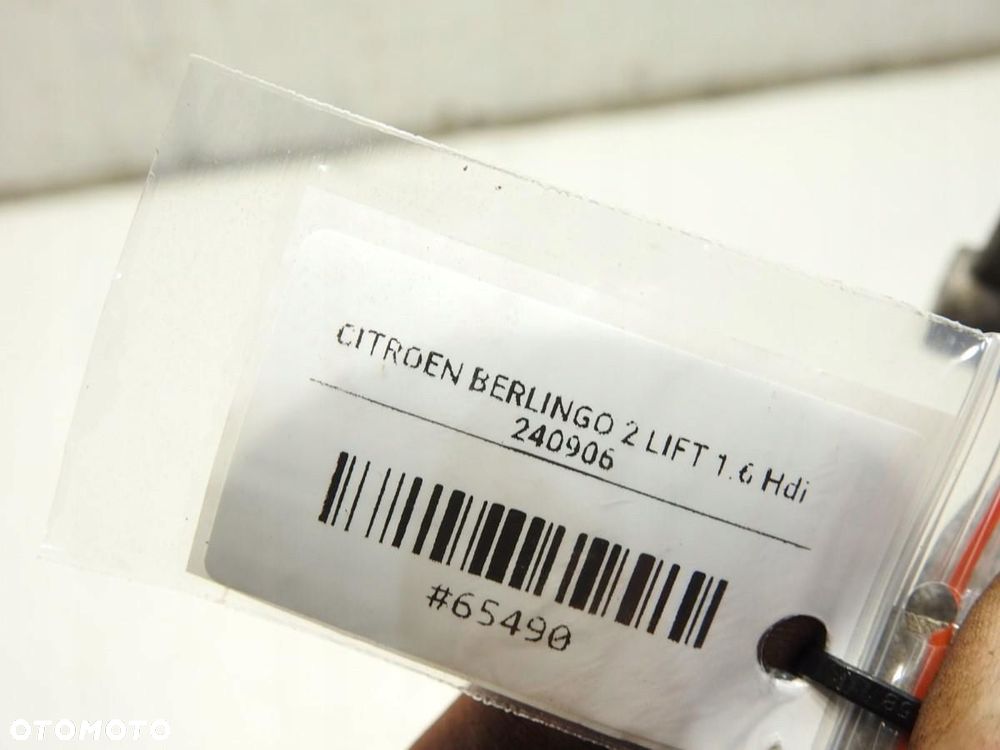 CITROEN BERLINGO 2 LIFT 1.6 Hdi
240906
#65490
OTOMOTO